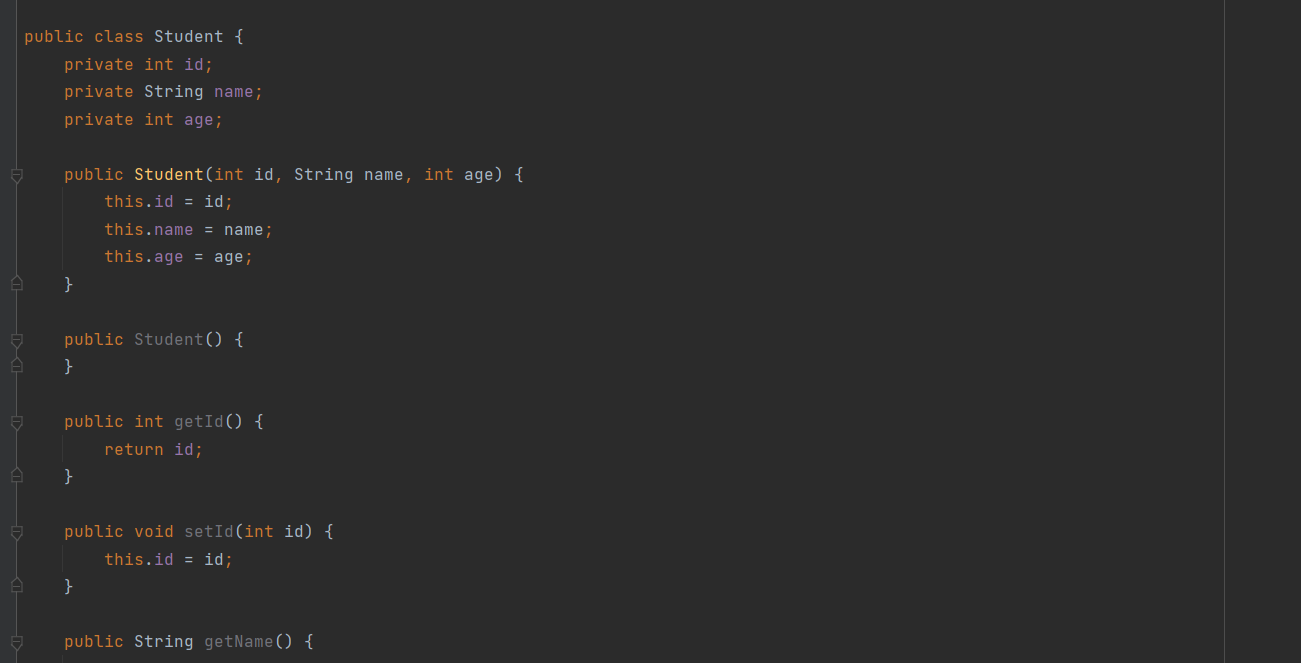 public class Student {
    private int id;
    private String name;
    private int age;

    public Student(int id, String name, int age) {
        this.id = id;
        this.name = name;
        this.age = age;
    }

    public Student() {
    }

    public int getId() {
        return id;
    }

    public void setId(int id) {
        this.id = id;
    }

    public String getName() {